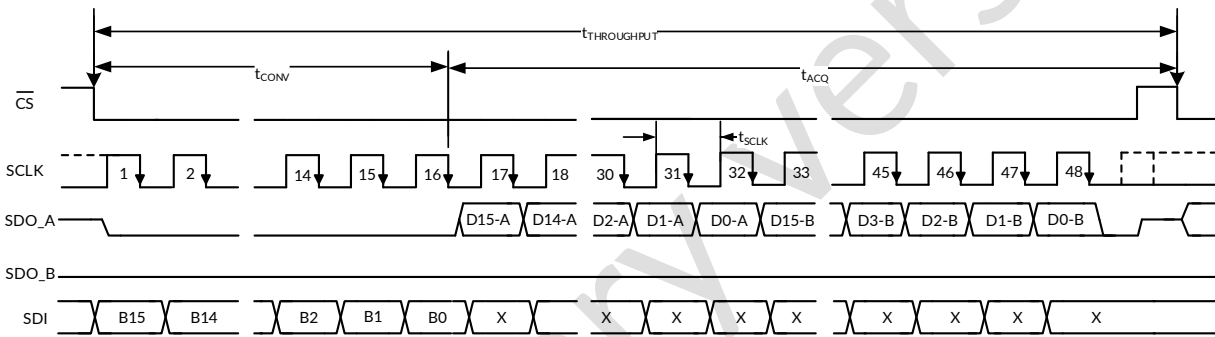 tTHROUGHPUT
tCONV
tACQ
CS
tSCLK
SCLK 1 2 14 15 16 17 18 30 31 32 33 45 46 47 48
SDO_A D15-A D14-A D2-A D1-A D0-A D15-B D3-B D2-B D1-B D0-B
SDO_B
SDI B15 B14 B2 B1 B0 X X X X X X X X X